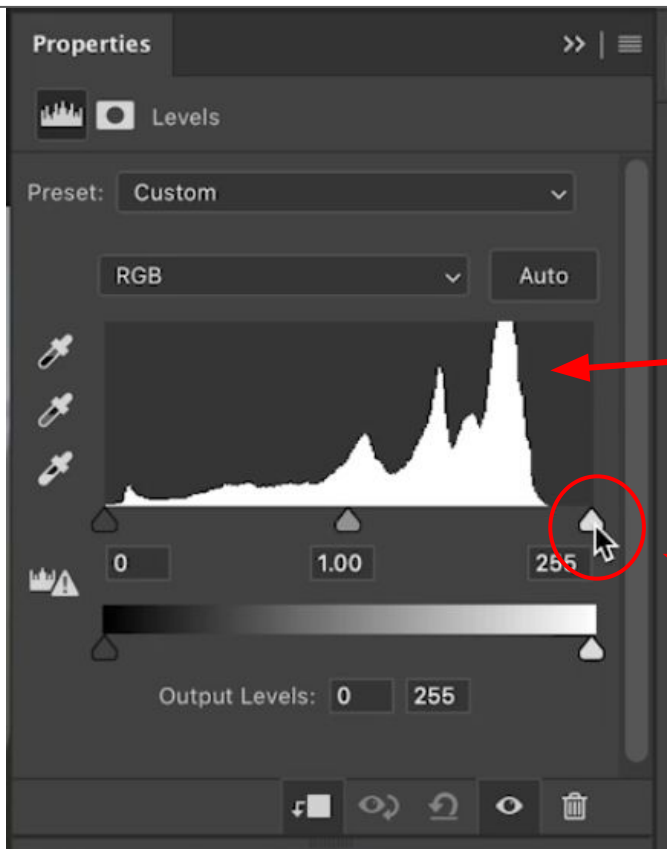 Properties
Levels
Preset: Custom
RGB Auto
0 1.00 255
Output Levels: 0 255